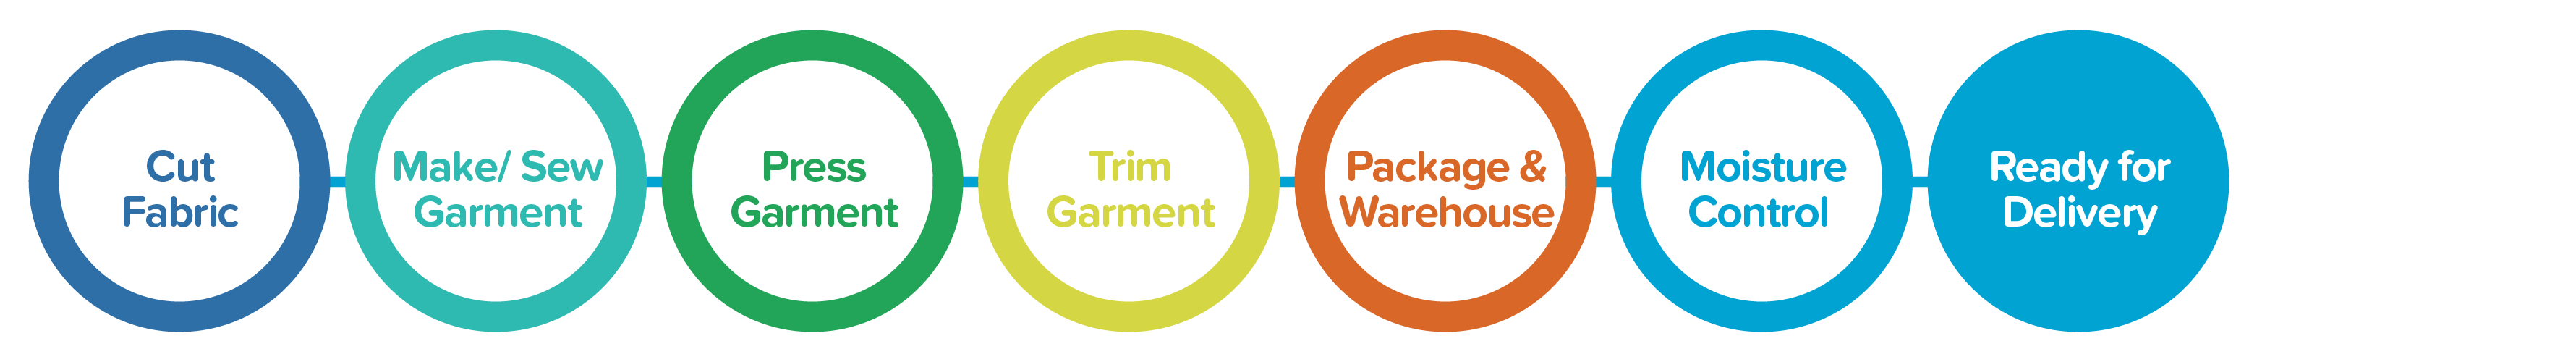 Cut
Fabric
Make/ Sew
Garment
Press
Garment
Trim
Garment
Package &
Warehouse
Moisture
Control
Ready for
Delivery